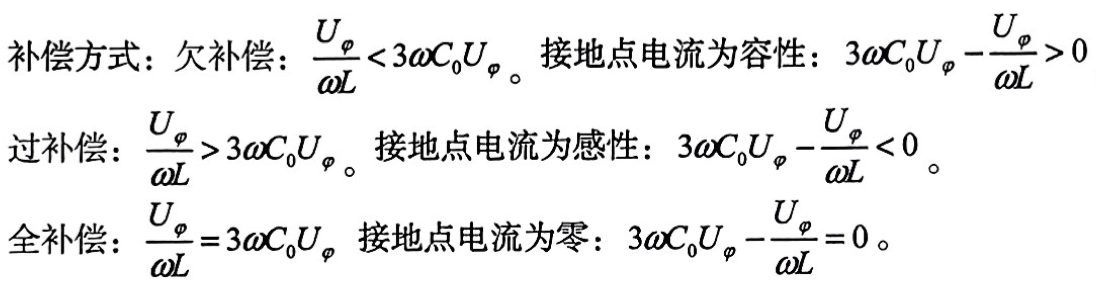 补偿方式：欠补偿：$\frac{U_\varphi}{\omega L} < 3\omega C_0 U_\varphi$。接地点电流为容性：$3\omega C_0 U_\varphi - \frac{U_\varphi}{\omega L} > 0$
过补偿：$\frac{U_\varphi}{\omega L} > 3\omega C_0 U_\varphi$。接地点电流为感性：$3\omega C_0 U_\varphi - \frac{U_\varphi}{\omega L} < 0$。
全补偿：$\frac{U_\varphi}{\omega L} = 3\omega C_0 U_\varphi$ 接地点电流为零：$3\omega C_0 U_\varphi - \frac{U_\varphi}{\omega L} = 0$。